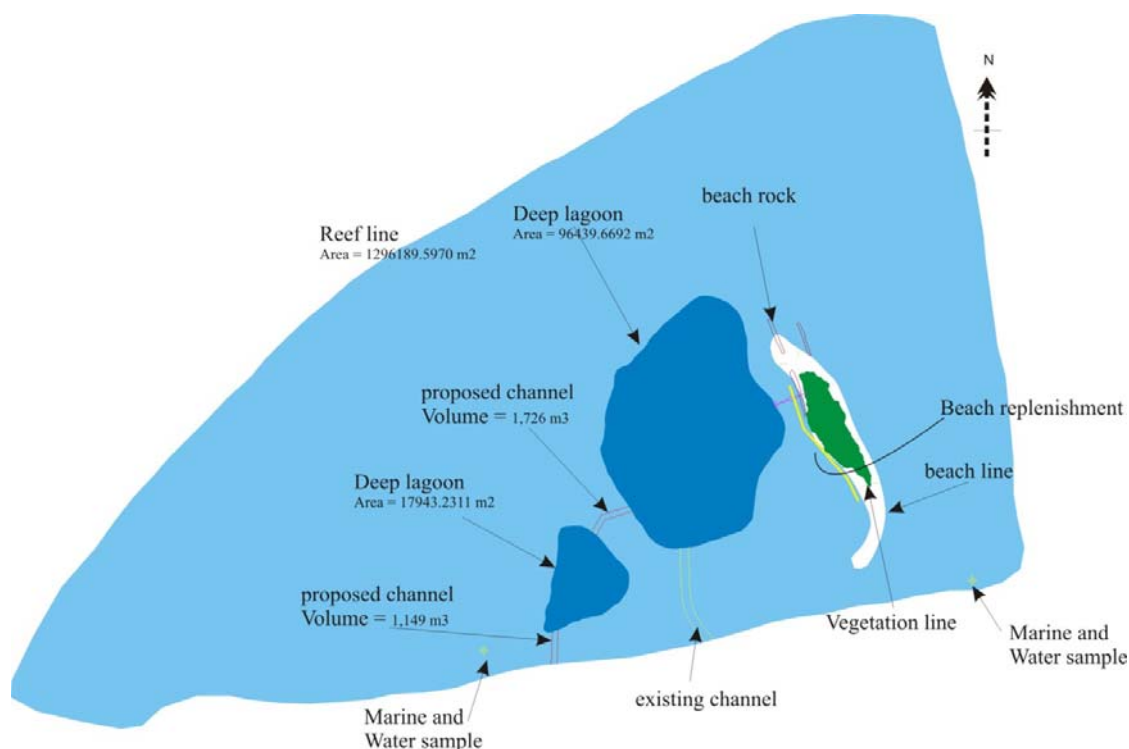 N
beach rock
Deep lagoon
Area = 96439.6692 m2
Reef line
Area = 1296189.5970 m2
proposed channel
Volume = 1,726 m3
Beach replenishment
beach line
Deep lagoon
Area = 17943.2311 m2
proposed channel
Volume = 1,149 m3
Vegetation line
Marine and
Water sample
existing channel
Marine and
Water sample